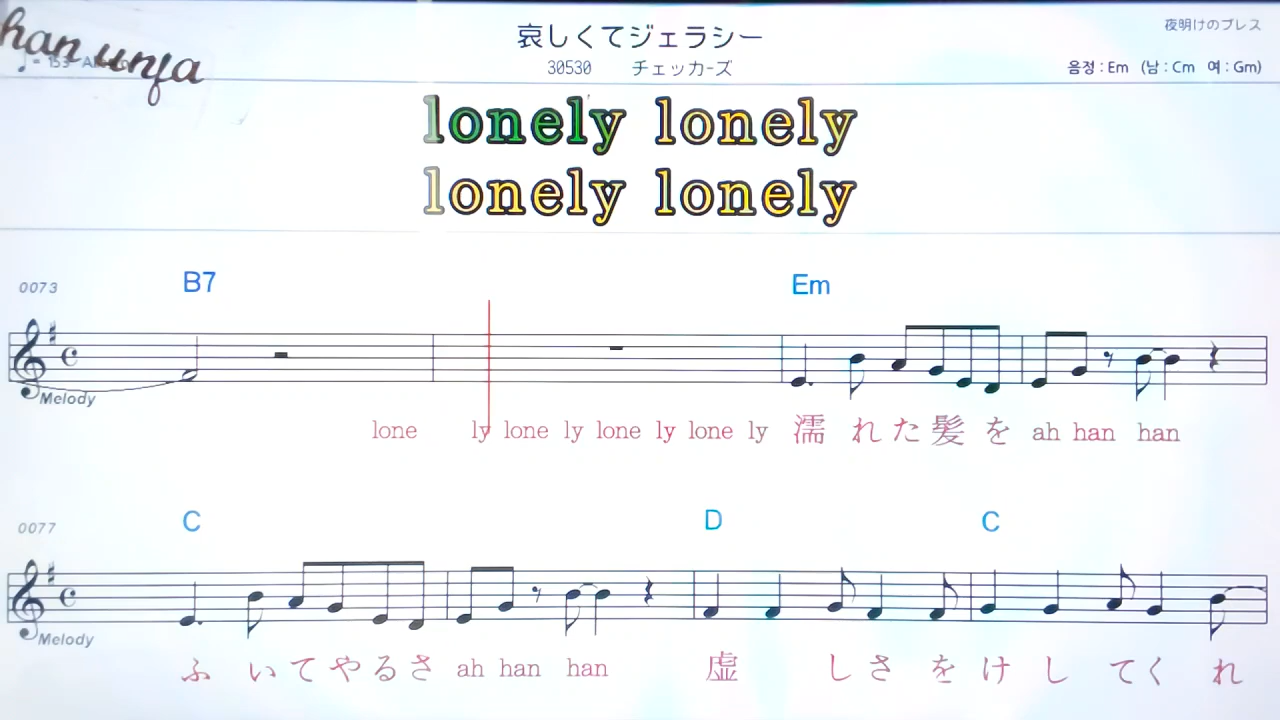 han unja
夜明けのブレス
哀しくてジェラシー
30530 チェッカーズ
음정 : Em (남 : Cm 여 : Gm)
lonely lonely
lonely lonely
0073 B7 Em
Melody
lone ly lone ly lone ly lone ly 濡 れ た 髪 を ah han han
0077 C D C
Melody
ふ い て や る さ ah han han 虚 し さ を け し て く れ